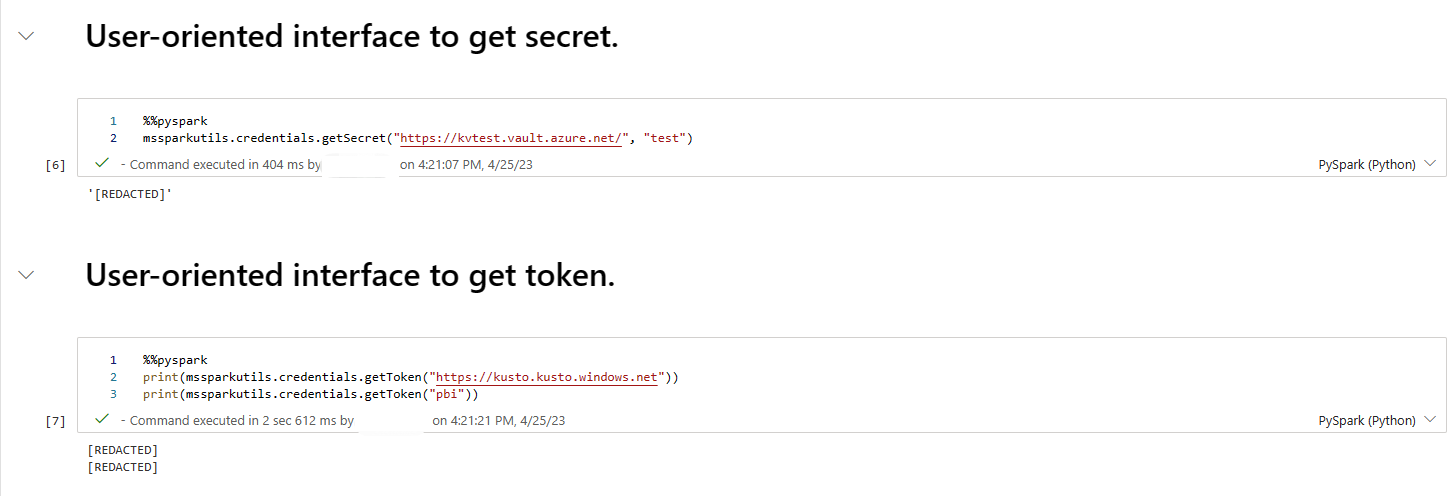 User-oriented interface to get secret.
1 %%pyspark
2 mssparkutils.credentials.getSecret("https://kvtest.vault.azure.net/", "test")
[6] - Command executed in 404 ms by on 4:21:07 PM, 4/25/23 PySpark (Python)
'[REDACTED]'
User-oriented interface to get token.
1 %%pyspark
2 print(mssparkutils.credentials.getToken("https://kusto.kusto.windows.net"))
3 print(mssparkutils.credentials.getToken("pbi"))
[7] - Command executed in 2 sec 612 ms by on 4:21:21 PM, 4/25/23 PySpark (Python)
[REDACTED]
[REDACTED]